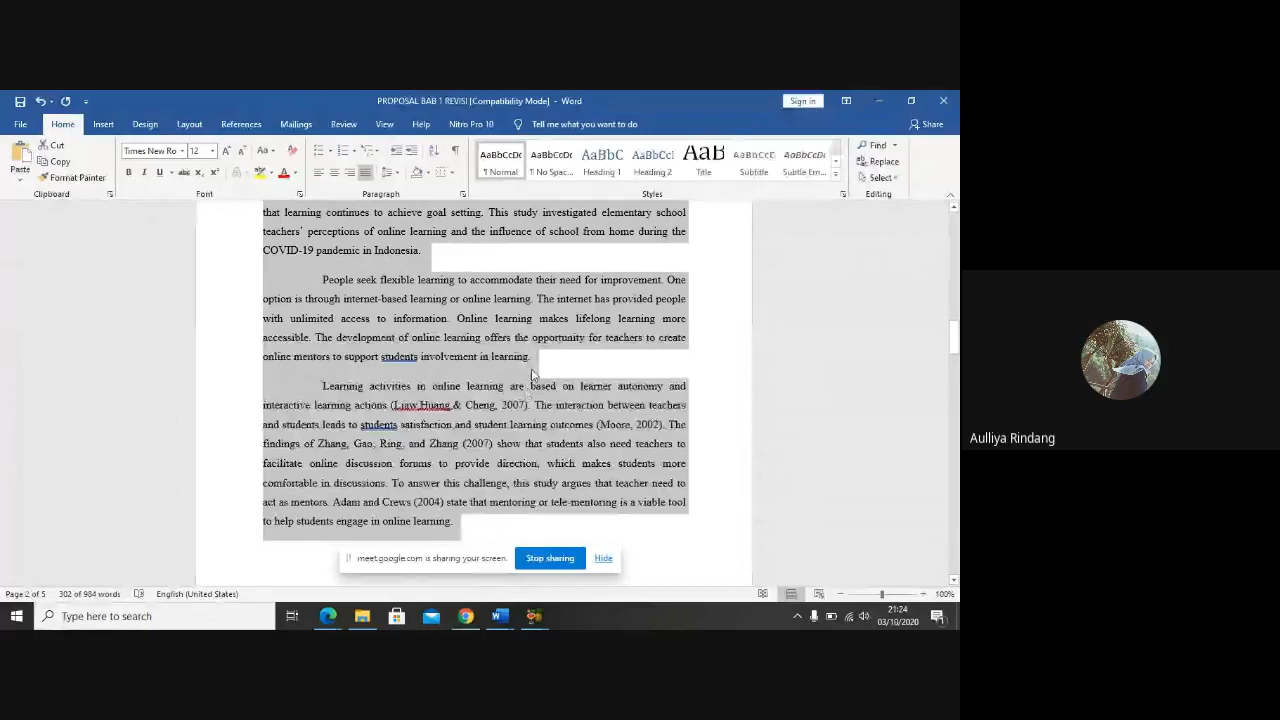 PROPOSAL BAB 1 REVISI [Compatibility Mode] - Word
Sign in
File Home Insert Design Layout References Mailings Review View Help Nitro Pro 10 Tell me what you want to do Share
Paste
Cut
Copy
Format Painter
Clipboard
Times New Ro 12
Font
Paragraph
AaBbCcDc AaBbCcDc AaBbC AaBbCcI AaB AaBbCcD AaBbCcDc
¶ Normal ¶ No Spac... Heading 1 Heading 2 Title Subtitle Subtle Em...
Styles
Find
Replace
Select
Editing
that learning continues to achieve goal setting. This study investigated elementary school
teachers’ perceptions of online learning and the influence of school from home during the
COVID-19 pandemic in Indonesia.
People seek flexible learning to accommodate their need for improvement. One
option is through internet-based learning or online learning. The internet has provided people
with unlimited access to information. Online learning makes lifelong learning more
accessible. The development of online learning offers the opportunity for teachers to create
online mentors to support students involvement in learning.
Learning activities in online learning are based on learner autonomy and
interactive learning actions (Liaw,Huang & Cheng, 2007). The interaction between teachers
and students leads to students satisfaction and student learning outcomes (Moore, 2002). The
findings of Zhang, Gao, Ring, and Zhang (2007) show that students also need teachers to
facilitate online discussion forums to provide direction, which makes students more
comfortable in discussions. To answer this challenge, this study argues that teacher need to
act as mentors. Adam and Crews (2004) state that mentoring or tele-mentoring is a viable tool
to help students engage in online learning.
meet.google.com is sharing your screen. Stop sharing Hide
Page 2 of 5 302 of 984 words English (United States) 100%
Type here to search
21:24
03/10/2020
Aulliya Rindang